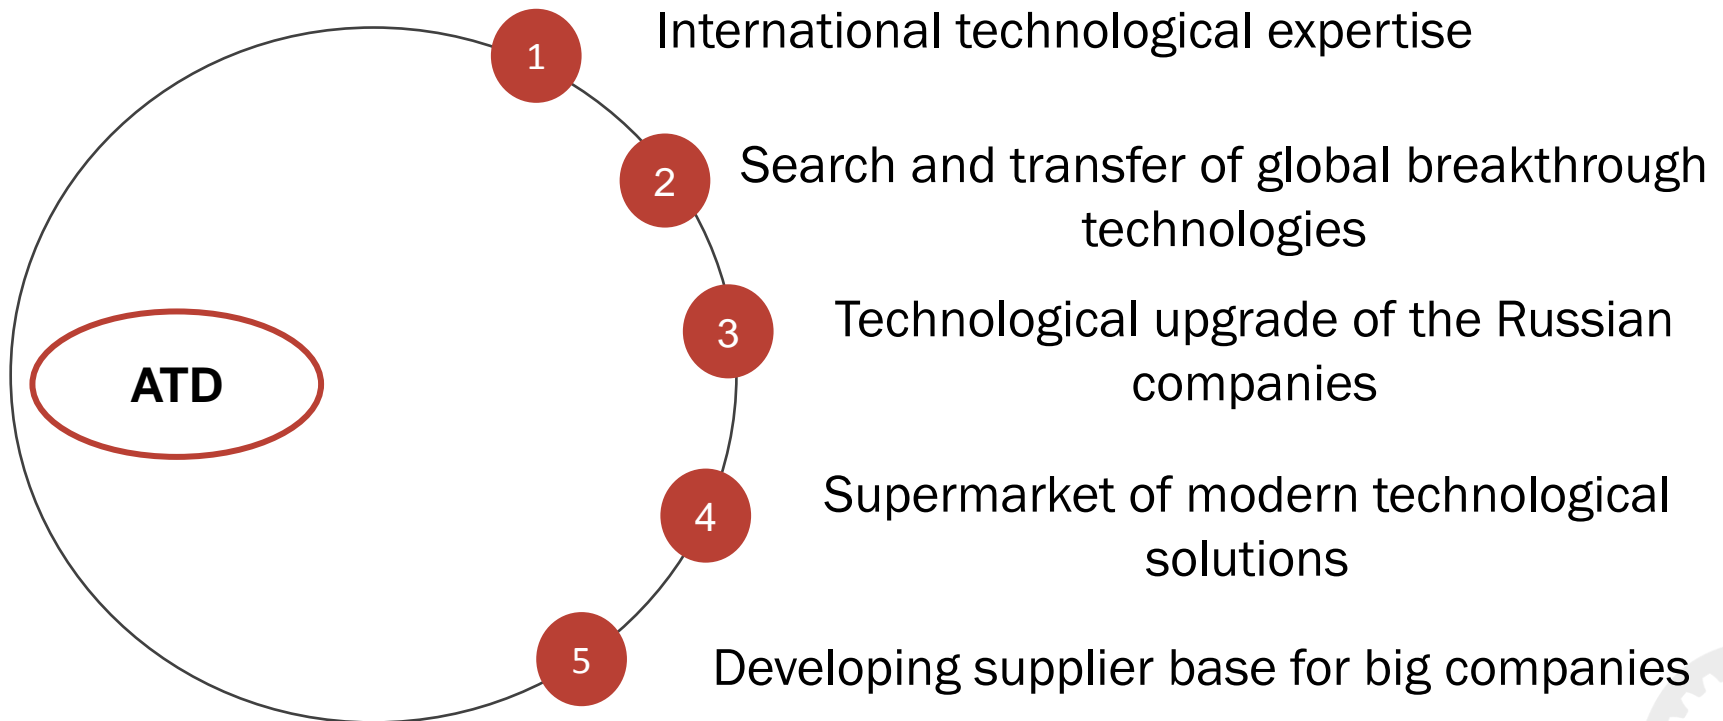 1 International technological expertise
2 Search and transfer of global breakthrough
technologies
3 Technological upgrade of the Russian
companies
ATD
4 Supermarket of modern technological
solutions
5 Developing supplier base for big companies